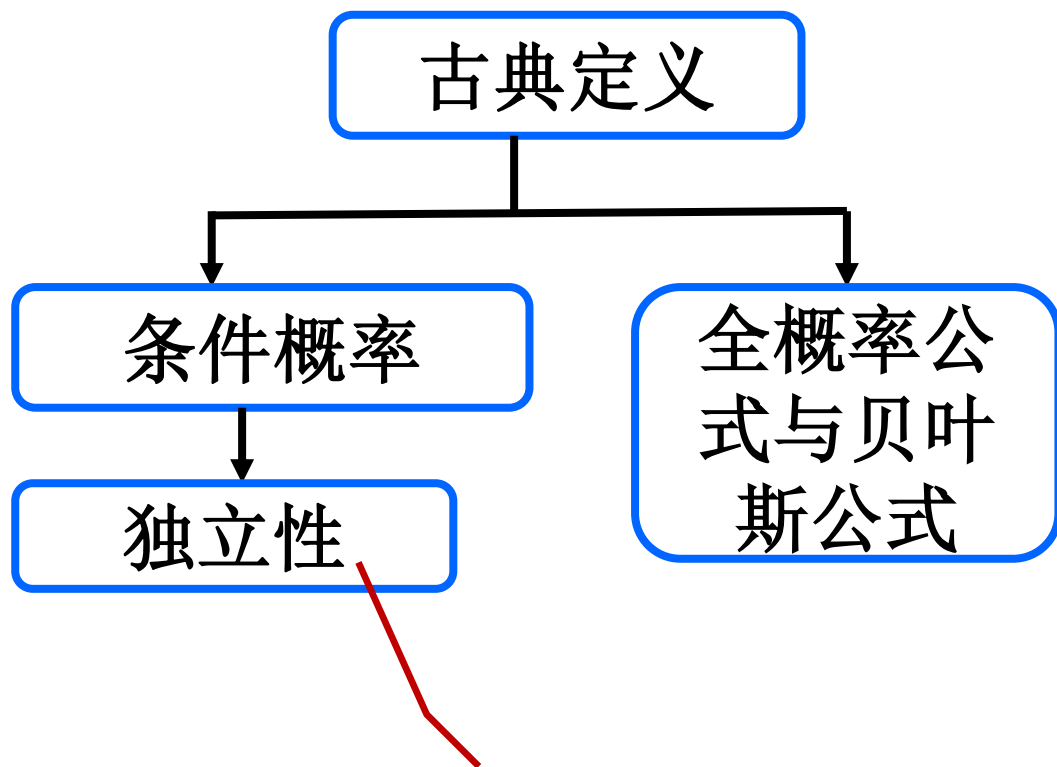 古典定义
条件概率
全概率公
式与贝叶
斯公式
独立性